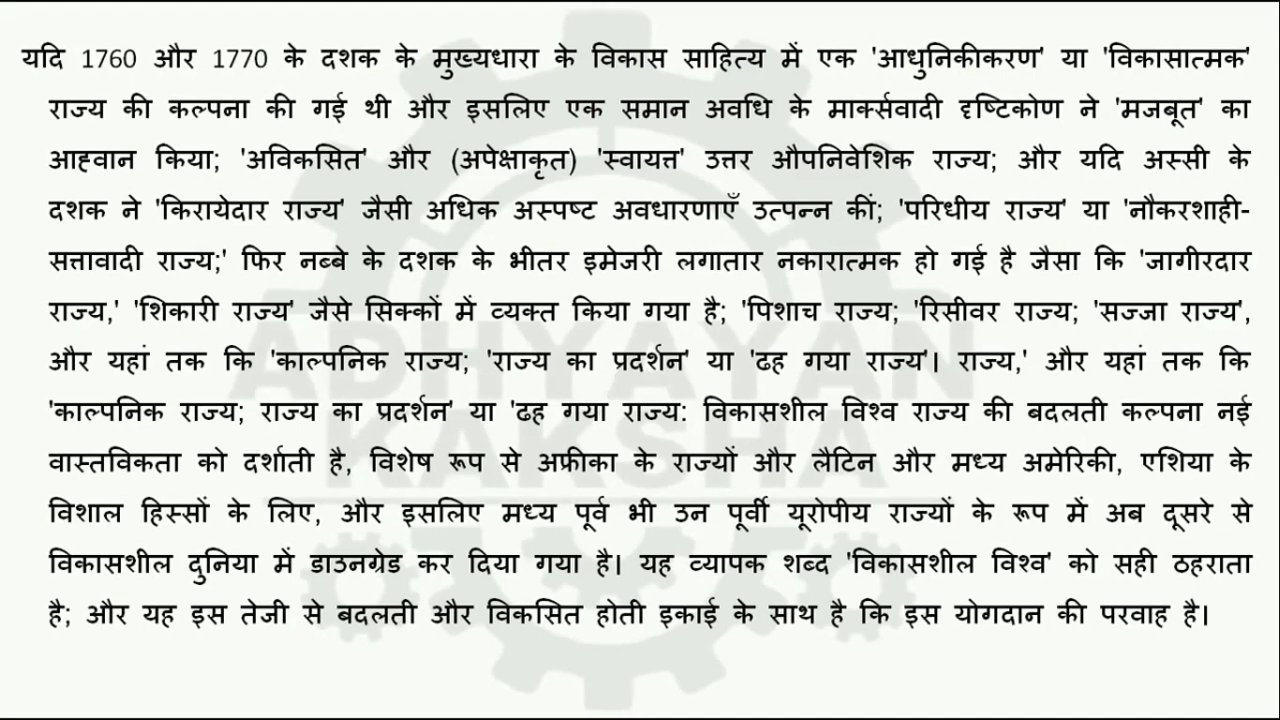 यदि 1760 और 1770 के दशक के मुख्यधारा के विकास साहित्य में एक 'आधुनिकीकरण' या 'विकासात्मक'
राज्य की कल्पना की गई थी और इसलिए एक समान अवधि के मार्क्सवादी दृष्टिकोण ने 'मजबूत' का
आह्वान किया; 'अविकसित' और (अपेक्षाकृत) 'स्वायत्त' उत्तर औपनिवेशिक राज्य; और यदि अस्सी के
दशक ने 'किरायेदार राज्य' जैसी अधिक अस्पष्ट अवधारणाएँ उत्पन्न कीं; 'परिधीय राज्य' या 'नौकरशाही-
सत्तावादी राज्य;' फिर नब्बे के दशक के भीतर इमेजरी लगातार नकारात्मक हो गई है जैसा कि 'जागीरदार
राज्य,' 'शिकारी राज्य' जैसे सिक्कों में व्यक्त किया गया है; 'पिशाच राज्य; 'रिसीवर राज्य; 'सज्जा राज्य',
और यहां तक कि 'काल्पनिक राज्य; 'राज्य का प्रदर्शन' या 'ढह गया राज्य'। राज्य,' और यहां तक कि
'काल्पनिक राज्य; राज्य का प्रदर्शन' या 'ढह गया राज्य: विकासशील विश्व राज्य की बदलती कल्पना नई
वास्तविकता को दर्शाती है, विशेष रूप से अफ्रीका के राज्यों और लैटिन और मध्य अमेरिकी, एशिया के
विशाल हिस्सों के लिए, और इसलिए मध्य पूर्व भी उन पूर्वी यूरोपीय राज्यों के रूप में अब दूसरे से
विकासशील दुनिया में डाउनग्रेड कर दिया गया है। यह व्यापक शब्द 'विकासशील विश्व' को सही ठहराता
है; और यह इस तेजी से बदलती और विकसित होती इकाई के साथ है कि इस योगदान की परवाह है।
ADHYAYAN
KAKSHA